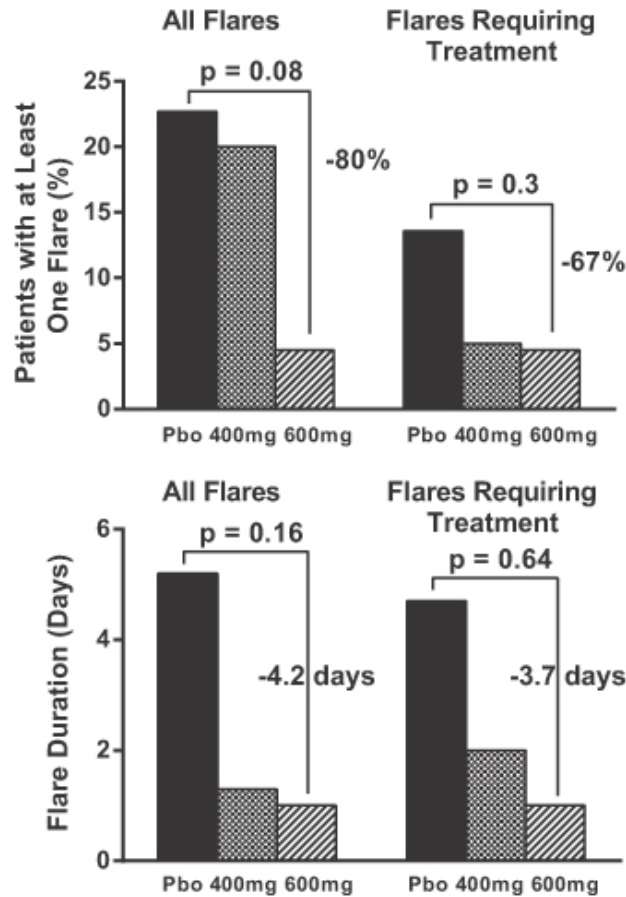 All Flares
Flares Requiring
Treatment
Patients with at Least
One Flare (%)
25
20
15
10
5
0
p = 0.08
-80%
p = 0.3
-67%
Pbo 400mg 600mg
Pbo 400mg 600mg
All Flares
Flares Requiring
Treatment
Flare Duration (Days)
6
4
2
0
p = 0.16
-4.2 days
p = 0.64
-3.7 days
Pbo 400mg 600mg
Pbo 400mg 600mg